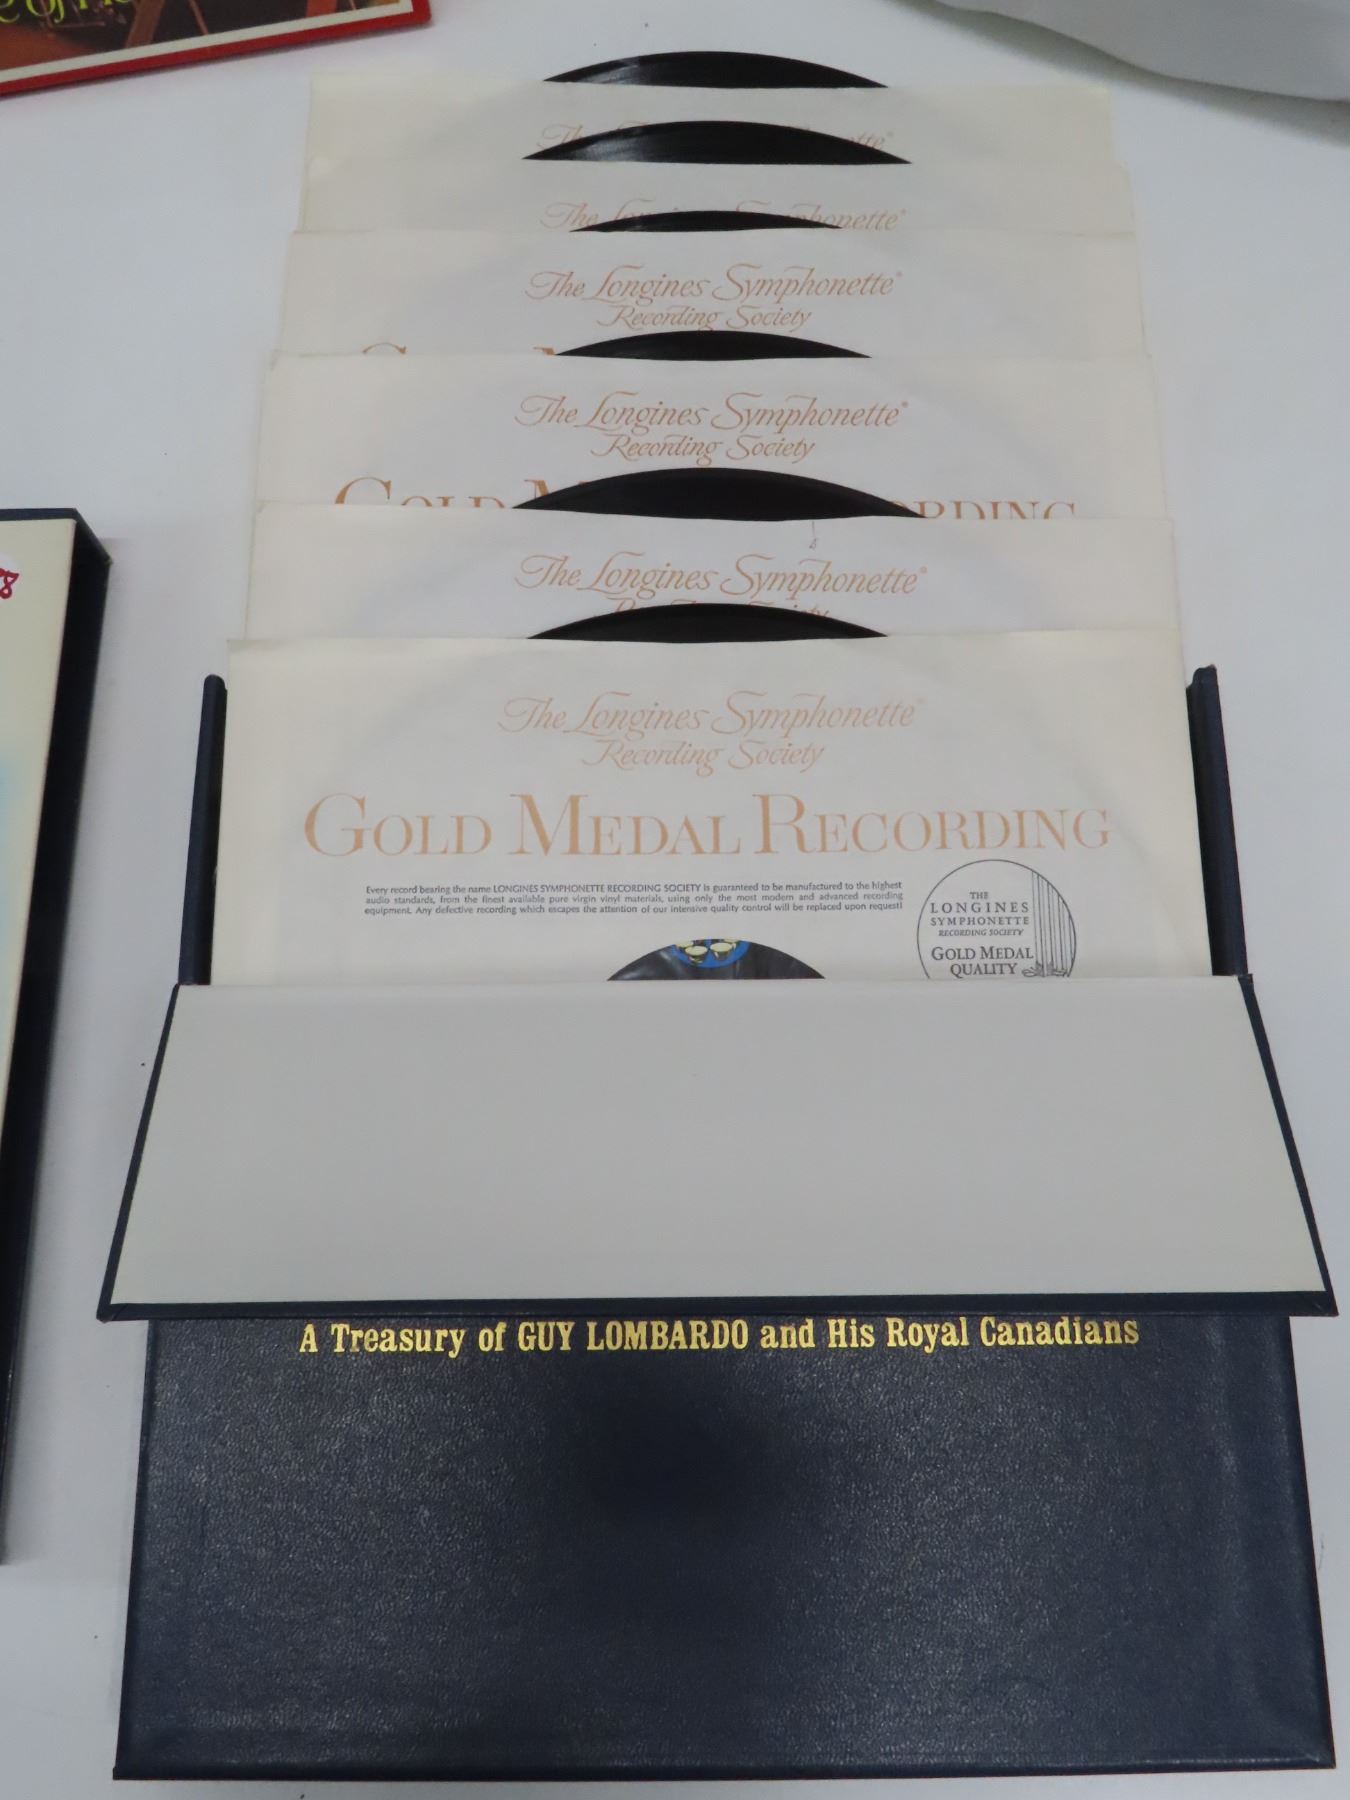 The
The Longines Symphonette
The Longines Symphonette®
Recording Society
The Longines Symphonette®
Recording Society
GOLD RECORDING
The Longines Symphonette®
The Longines Symphonette®
Recording Society
GOLD MEDAL RECORDING
Every record bearing the name LONGINES SYMPHONETTE RECORDING SOCIETY is guaranteed to be manufactured to the highest
audio standards, from the finest available pure virgin vinyl materials, using only the most modern and advanced recording
equipment. Any defective recording which escapes the attention of our intensive quality control will be replaced upon request!
THE
LONGINES
SYMPHONETTE
RECORDING SOCIETY
GOLD MEDAL
QUALITY
A Treasury of GUY LOMBARDO and His Royal Canadians